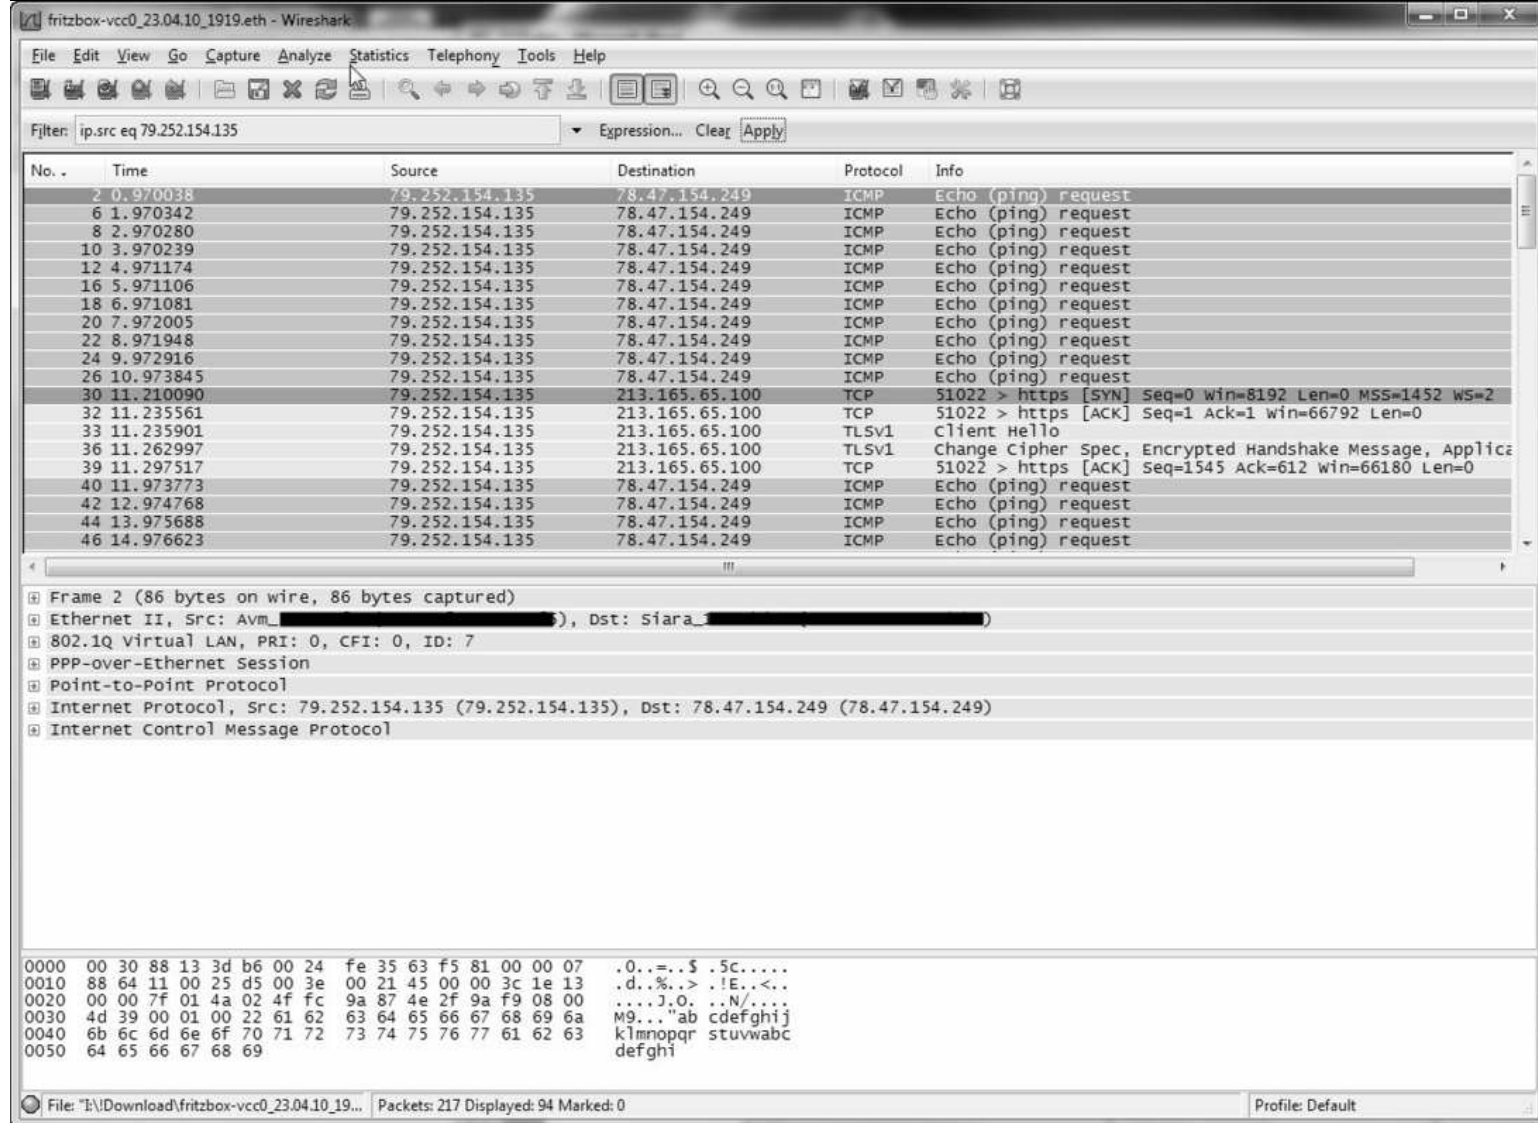 fritzbox-vcc0_23.04.10_1919.eth - Wireshark
File Edit View Go Capture Analyze Statistics Telephony Tools Help
Filter: ip.src eq 79.252.154.135 Expression... Clear Apply
No. . Time Source Destination Protocol Info
2 0.970038 79.252.154.135 78.47.154.249 ICMP Echo (ping) request
6 1.970342 79.252.154.135 78.47.154.249 ICMP Echo (ping) request
8 2.970280 79.252.154.135 78.47.154.249 ICMP Echo (ping) request
10 3.970239 79.252.154.135 78.47.154.249 ICMP Echo (ping) request
12 4.971174 79.252.154.135 78.47.154.249 ICMP Echo (ping) request
16 5.971106 79.252.154.135 78.47.154.249 ICMP Echo (ping) request
18 6.971081 79.252.154.135 78.47.154.249 ICMP Echo (ping) request
20 7.972005 79.252.154.135 78.47.154.249 ICMP Echo (ping) request
22 8.971948 79.252.154.135 78.47.154.249 ICMP Echo (ping) request
24 9.972916 79.252.154.135 78.47.154.249 ICMP Echo (ping) request
26 10.973845 79.252.154.135 78.47.154.249 ICMP Echo (ping) request
30 11.210090 79.252.154.135 213.165.65.100 TCP 51022 > https [SYN] Seq=0 Win=8192 Len=0 MSS=1452 WS=2
32 11.235561 79.252.154.135 213.165.65.100 TCP 51022 > https [ACK] Seq=1 Ack=1 Win=66792 Len=0
33 11.235901 79.252.154.135 213.165.65.100 TLSv1 Client Hello
36 11.262997 79.252.154.135 213.165.65.100 TLSv1 Change Cipher Spec, Encrypted Handshake Message, Applica
39 11.297517 79.252.154.135 213.165.65.100 TCP 51022 > https [ACK] Seq=1545 Ack=612 Win=66180 Len=0
40 11.973773 79.252.154.135 78.47.154.249 ICMP Echo (ping) request
42 12.974768 79.252.154.135 78.47.154.249 ICMP Echo (ping) request
44 13.975688 79.252.154.135 78.47.154.249 ICMP Echo (ping) request
46 14.976623 79.252.154.135 78.47.154.249 ICMP Echo (ping) request
Frame 2 (86 bytes on wire, 86 bytes captured)
Ethernet II, Src: Avm_ ), Dst: Siara_ )
802.1Q Virtual LAN, PRI: 0, CFI: 0, ID: 7
PPP-over-Ethernet Session
Point-to-Point Protocol
Internet Protocol, Src: 79.252.154.135 (79.252.154.135), Dst: 78.47.154.249 (78.47.154.249)
Internet Control Message Protocol
0000 00 30 88 13 3d b6 00 24 fe 35 63 f5 81 00 00 07 .0..=..$ .5c.....
0010 88 64 11 00 25 d5 00 3e 00 21 45 00 00 3c 1e 13 .d..%..> .!E..<..
0020 00 00 7f 01 4a 02 4f fc 9a 87 4e 2f 9a f9 08 00 ....J.O. ..N/....
0030 4d 39 00 01 00 22 61 62 63 64 65 66 67 68 69 6a M9..."ab cdefghij
0040 6b 6c 6d 6e 6f 70 71 72 73 74 75 76 77 61 62 63 klmnopqr stuvwabc
0050 64 65 66 67 68 69 defghi
File: "I:\!Download\fritzbox-vcc0_23.04.10_19... Packets: 217 Displayed: 94 Marked: 0 Profile: Default